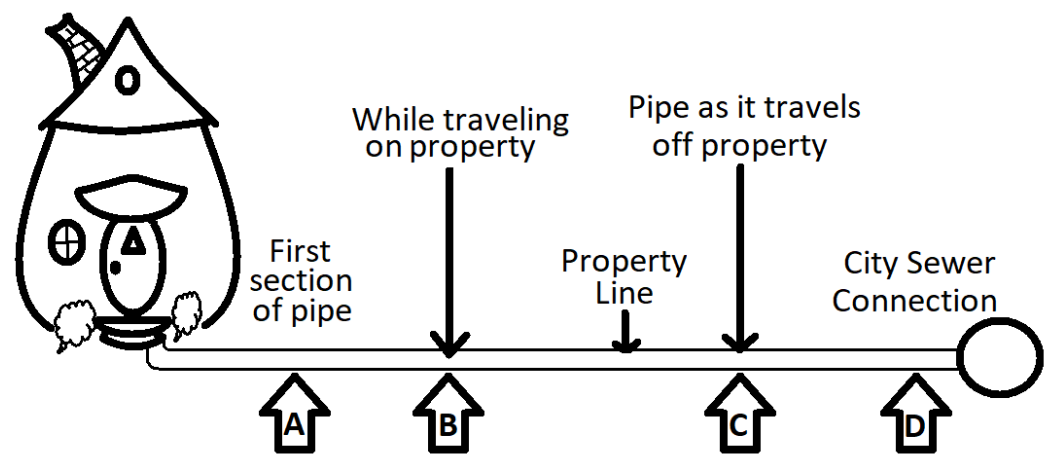 While traveling
on property
Pipe as it travels
off property
First
section
of pipe
Property
Line
City Sewer
Connection
A
B
C
D